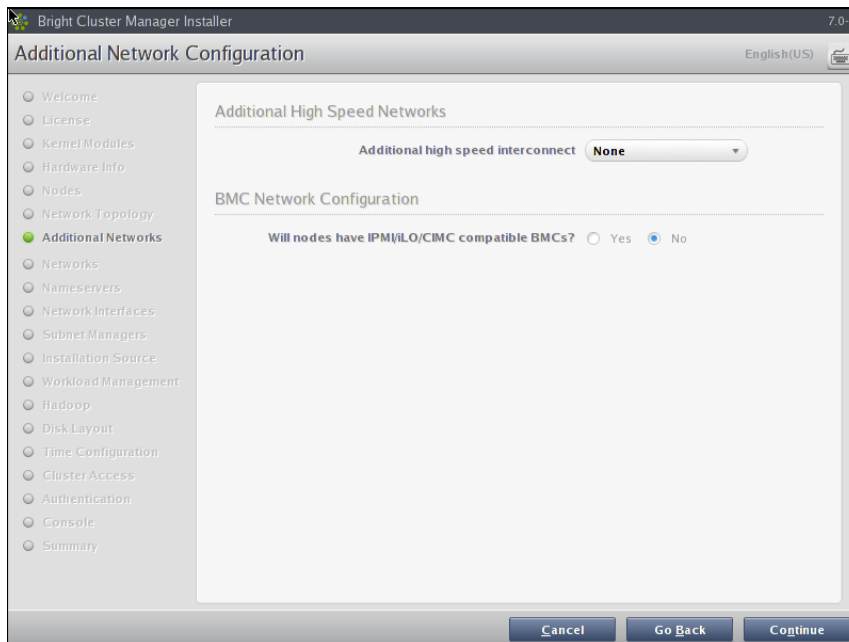 Bright Cluster Manager Installer
7.0-
Additional Network Configuration
English(US)
Welcome
License
Kernel Modules
Hardware Info
Nodes
Network Topology
Additional Networks
Networks
Nameservers
Network Interfaces
Subnet Managers
Installation Source
Workload Management
Hadoop
Disk Layout
Time Configuration
Cluster Access
Authentication
Console
Summary
Additional High Speed Networks
Additional high speed interconnect None
BMC Network Configuration
Will nodes have IPMI/iLO/CIMC compatible BMCs? Yes No
Cancel Go Back Continue